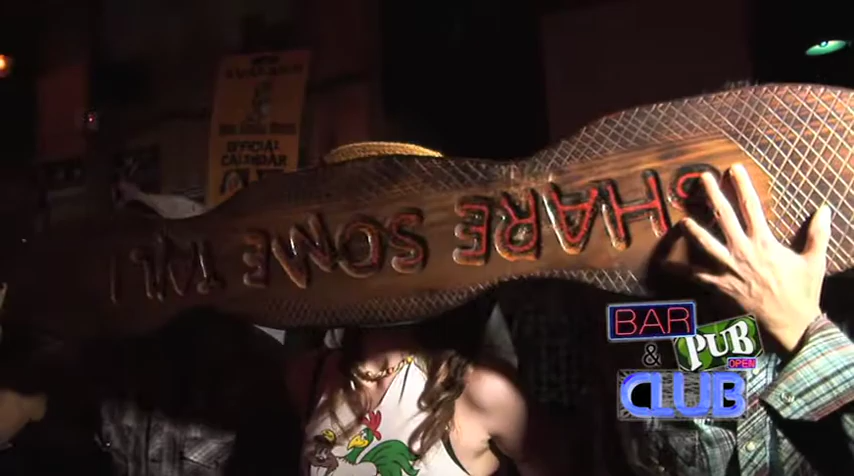 SHARE SOME
OFFICIAL
CALENDAR
BAR
& PUB
OPEN
CLUB